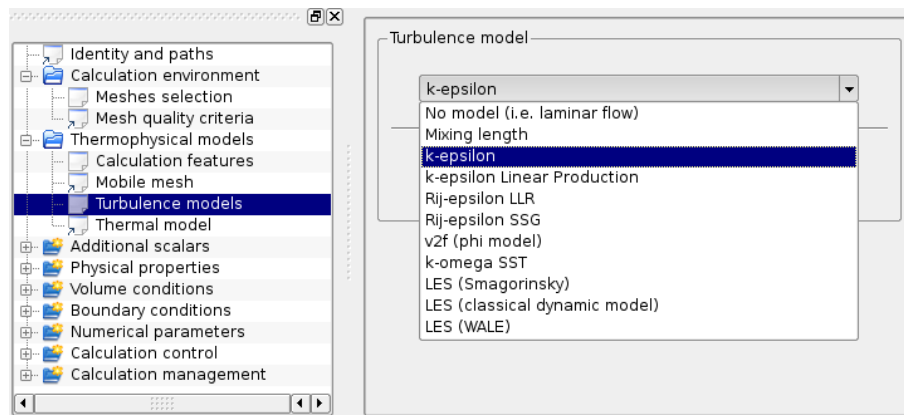 Identity and paths
Calculation environment
Meshes selection
Mesh quality criteria
Thermophysical models
Calculation features
Mobile mesh
Turbulence models
Thermal model
Additional scalars
Physical properties
Volume conditions
Boundary conditions
Numerical parameters
Calculation control
Calculation management
Turbulence model
k-epsilon
No model (i.e. laminar flow)
Mixing length
k-epsilon
k-epsilon Linear Production
Rij-epsilon LLR
Rij-epsilon SSG
v2f (phi model)
k-omega SST
LES (Smagorinsky)
LES (classical dynamic model)
LES (WALE)